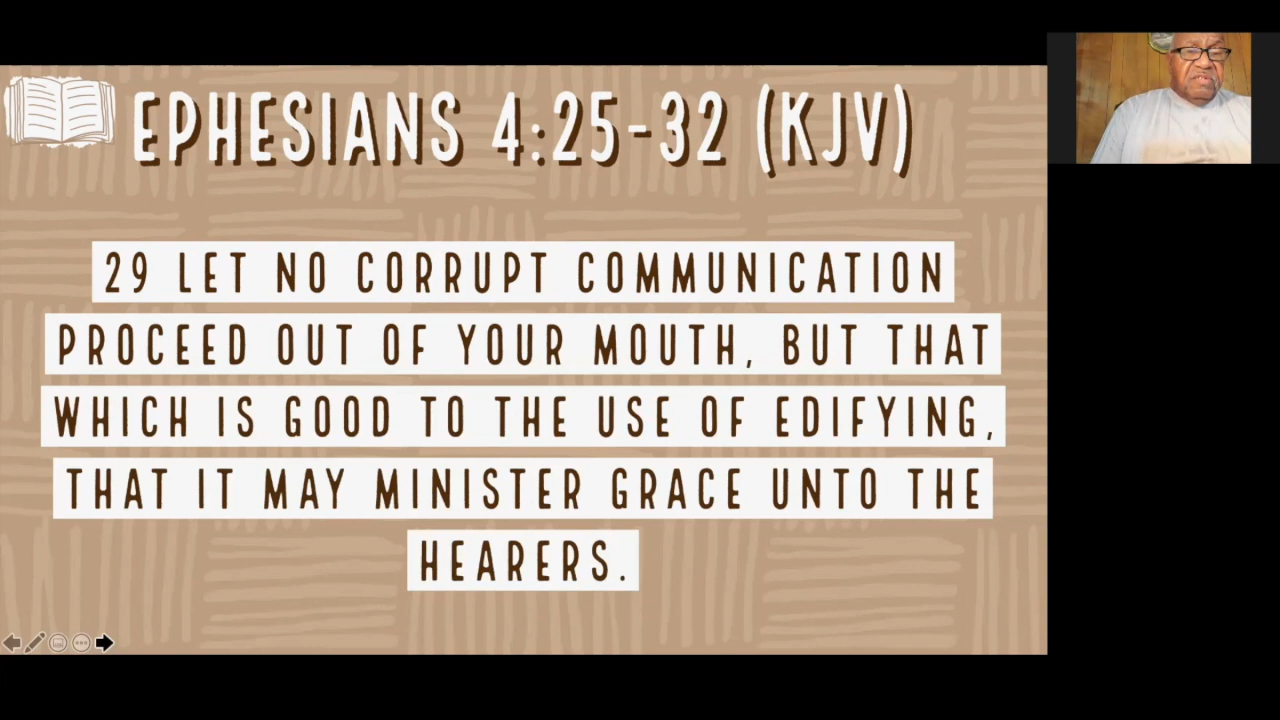 EPHESIANS 4:25-32 (KJV)
29 LET NO CORRUPT COMMUNICATION
PROCEED OUT OF YOUR MOUTH, BUT THAT
WHICH IS GOOD TO THE USE OF EDIFYING,
THAT IT MAY MINISTER GRACE UNTO THE
HEARERS.